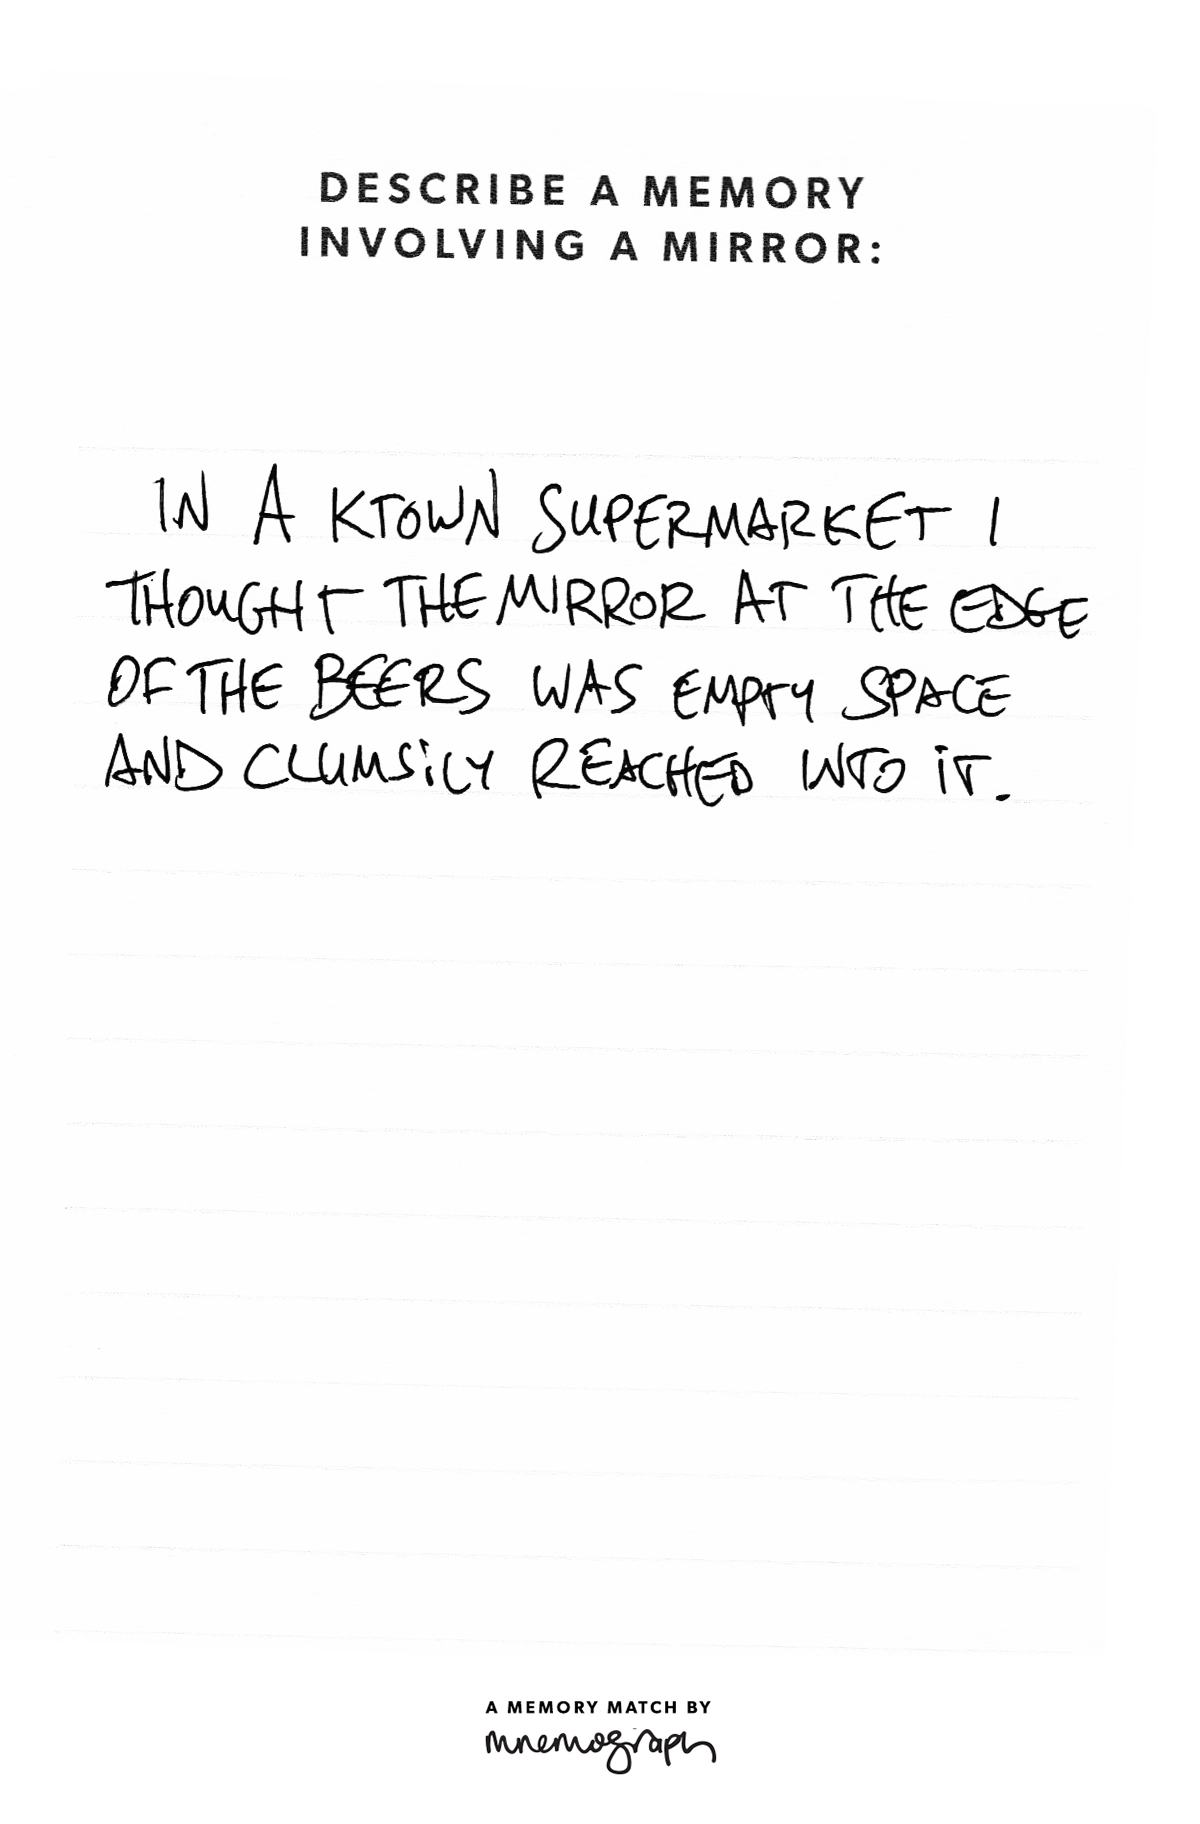 DESCRIBE A MEMORY
INVOLVING A MIRROR:
IN A KTOWN SUPERMARKET I
THOUGHT THE MIRROR AT THE EDGE
OF THE BEERS WAS EMPTY SPACE
AND CLUMSiLY REACHED INTO iT.
A MEMORY MATCH BY
mnemograph